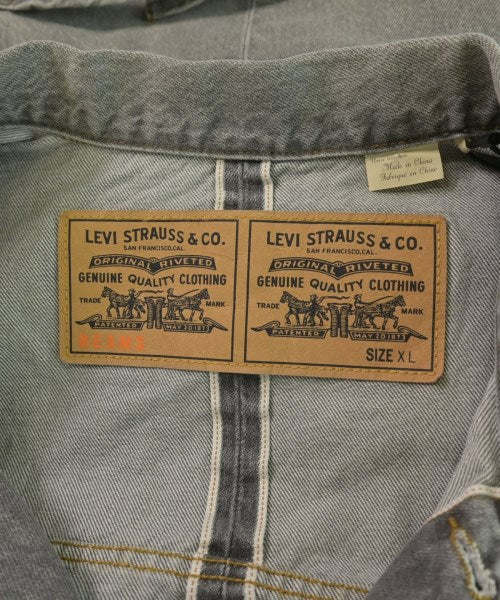 Made in China
Fabriqué en Chine
LEVI STRAUSS & CO.
SAN FRANCISCO, CAL.
ORIGINAL RIVETED
GENUINE QUALITY CLOTHING
TRADE MARK
PATENTED MAY 20 1873
BEAMS
LEVI STRAUSS & CO.
SAN FRANCISCO, CAL.
ORIGINAL RIVETED
GENUINE QUALITY CLOTHING
TRADE MARK
PATENTED MAY 20 1873
SIZE XL